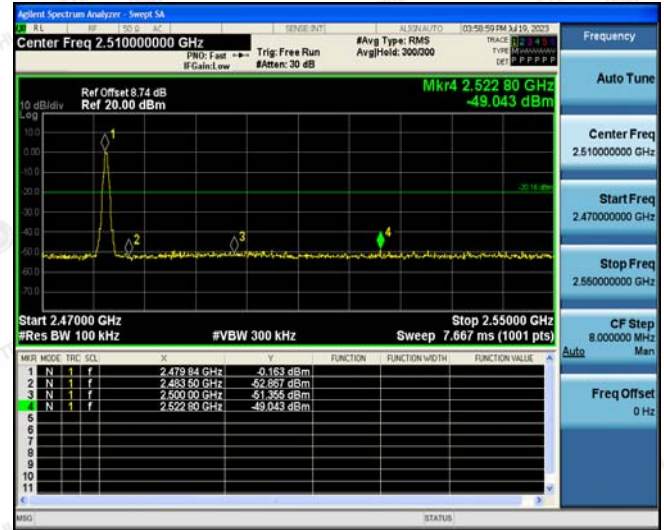 Agilent Spectrum Analyzer - Swept SA
RL RF 50 Ω AC SENSE:INT ALIGN AUTO 03:58:59 PM Jul 19, 2023
Center Freq 2.510000000 GHz
PNO: Fast
IFGain:Low
Trig: Free Run
#Atten: 30 dB
#Avg Type: RMS
Avg|Hold: 300/300
TRACE 1 2 3 4 5 6
TYPE
DET P P P P P P
Frequency
Auto Tune
Center Freq
2.510000000 GHz
Start Freq
2.470000000 GHz
Stop Freq
2.550000000 GHz
CF Step
8.000000 MHz
Auto Man
Freq Offset
0 Hz
Mkr4 2.522 80 GHz
-49.043 dBm
Ref Offset 8.74 dB
10 dB/div Ref 20.00 dBm
Log
10.0
0.00
-10.0
-20.0
-30.0
-40.0
-50.0
-60.0
-70.0
1
2
3
4
-20.16 dBm
Start 2.47000 GHz Stop 2.55000 GHz
#Res BW 100 kHz #VBW 300 kHz Sweep 7.667 ms (1001 pts)
MKR MODE TRC SCL X Y FUNCTION FUNCTION WIDTH FUNCTION VALUE
1 N 1 f 2.479 84 GHz -0.163 dBm
2 N 1 f 2.483 50 GHz -52.867 dBm
3 N 1 f 2.500 00 GHz -51.355 dBm
4 N 1 f 2.522 80 GHz -49.043 dBm
5
6
7
8
9
10
11
MSG STATUS